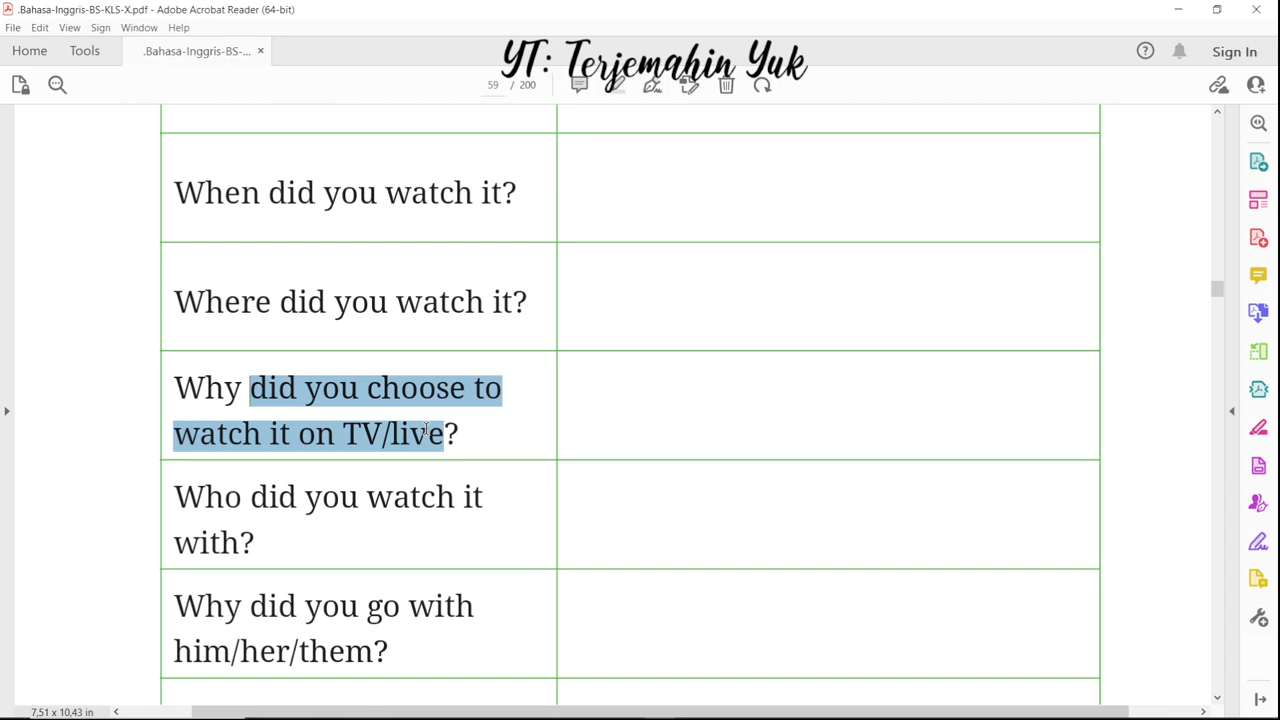 .Bahasa-Inggris-BS-KLS-X.pdf - Adobe Acrobat Reader (64-bit)
File Edit View Sign Window Help
Home Tools .Bahasa-Inggris-BS-... × Sign In
YT: Terjemahin Yuk
59 / 200
When did you watch it?
Where did you watch it?
Why did you choose to
watch it on TV/live?
Who did you watch it
with?
Why did you go with
him/her/them?
7,51 x 10,43 in